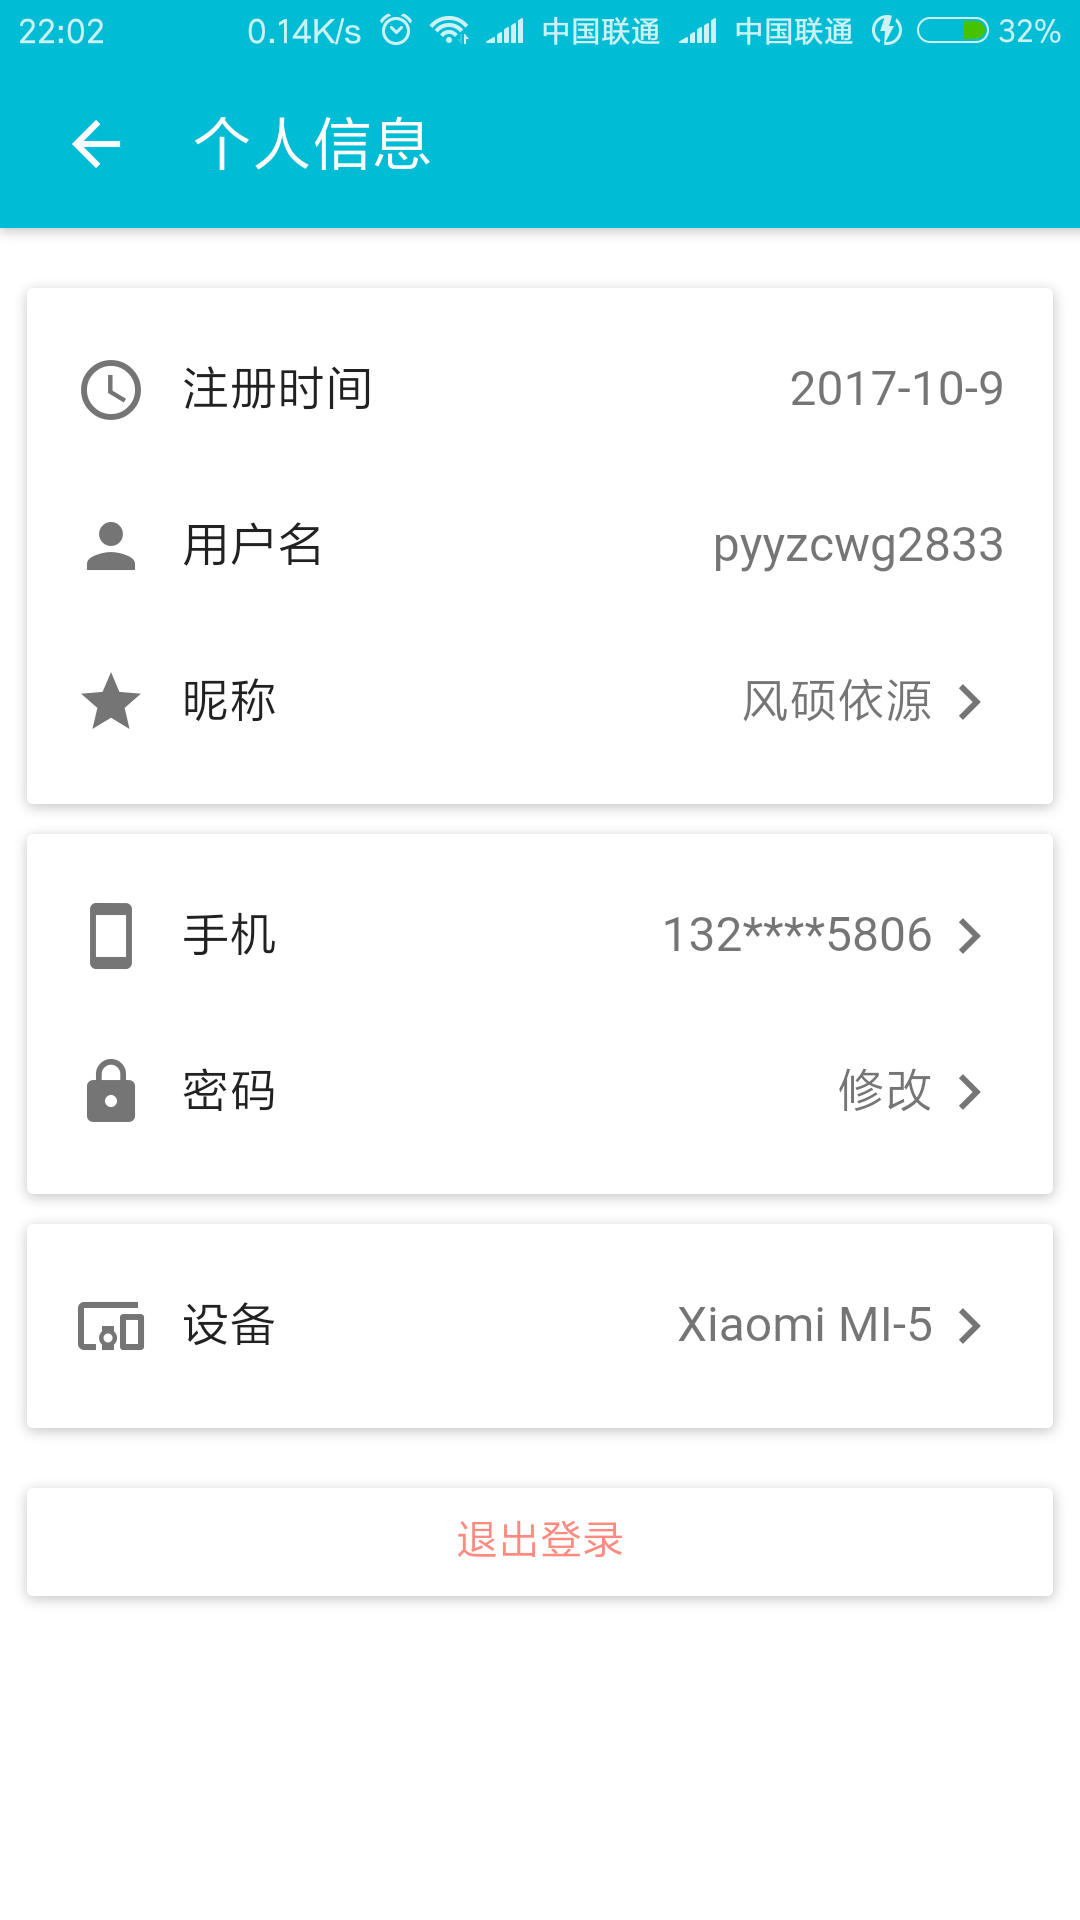 22:02 0.14K/s 中国联通 中国联通 32%
个人信息
注册时间 2017-10-9
用户名 pyyzcwg2833
昵称 风硕依源
手机 132****5806
密码 修改
设备 Xiaomi MI-5
退出登录